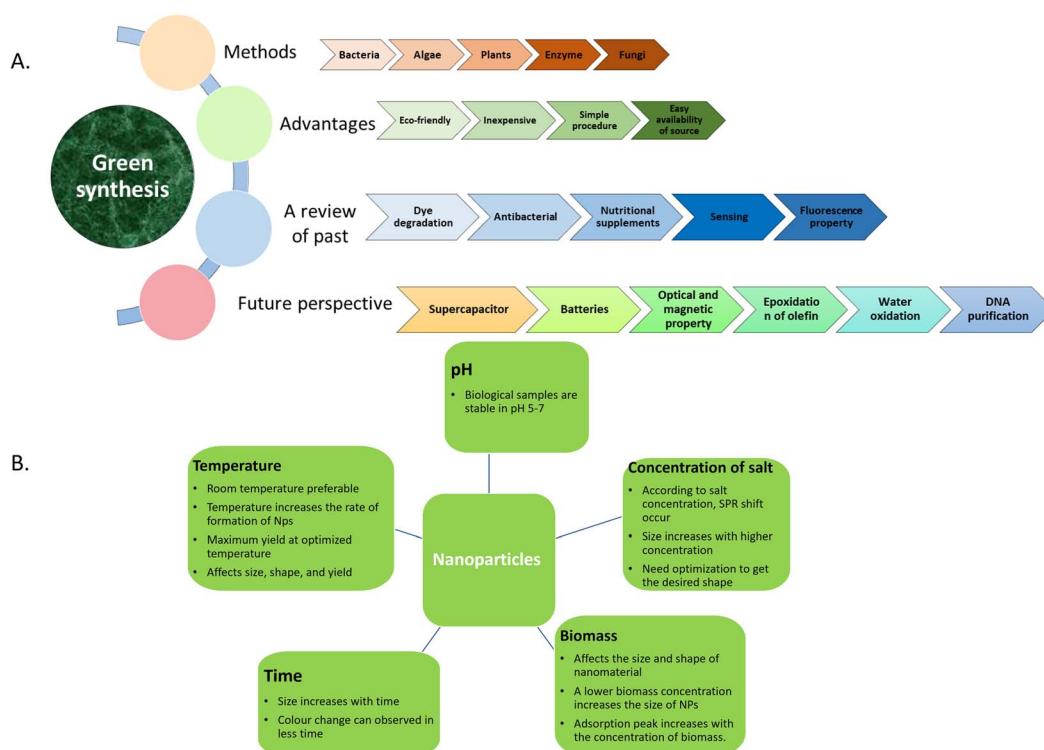 A.
Green
synthesis
Methods
Bacteria
Algae
Plants
Enzyme
Fungi
Advantages
Eco-friendly
Inexpensive
Simple
procedure
Easy
availability
of source
A review
of past
Dye
degradation
Antibacterial
Nutritional
supplements
Sensing
Fluorescence
property
Future perspective
Supercapacitor
Batteries
Optical and
magnetic
property
Epoxidatio
n of olefin
Water
oxidation
DNA
purification
B.
pH
• Biological samples are
stable in pH 5-7
Temperature
• Room temperature preferable
• Temperature increases the rate of
formation of Nps
• Maximum yield at optimized
temperature
• Affects size, shape, and yield
Concentration of salt
• According to salt
concentration, SPR shift
occur
• Size increases with higher
concentration
• Need optimization to get
the desired shape
Nanoparticles
Time
• Size increases with time
• Colour change can observed in
less time
Biomass
• Affects the size and shape of
nanomaterial
• A lower biomass concentration
increases the size of NPs
• Adsorption peak increases with
the concentration of biomass.